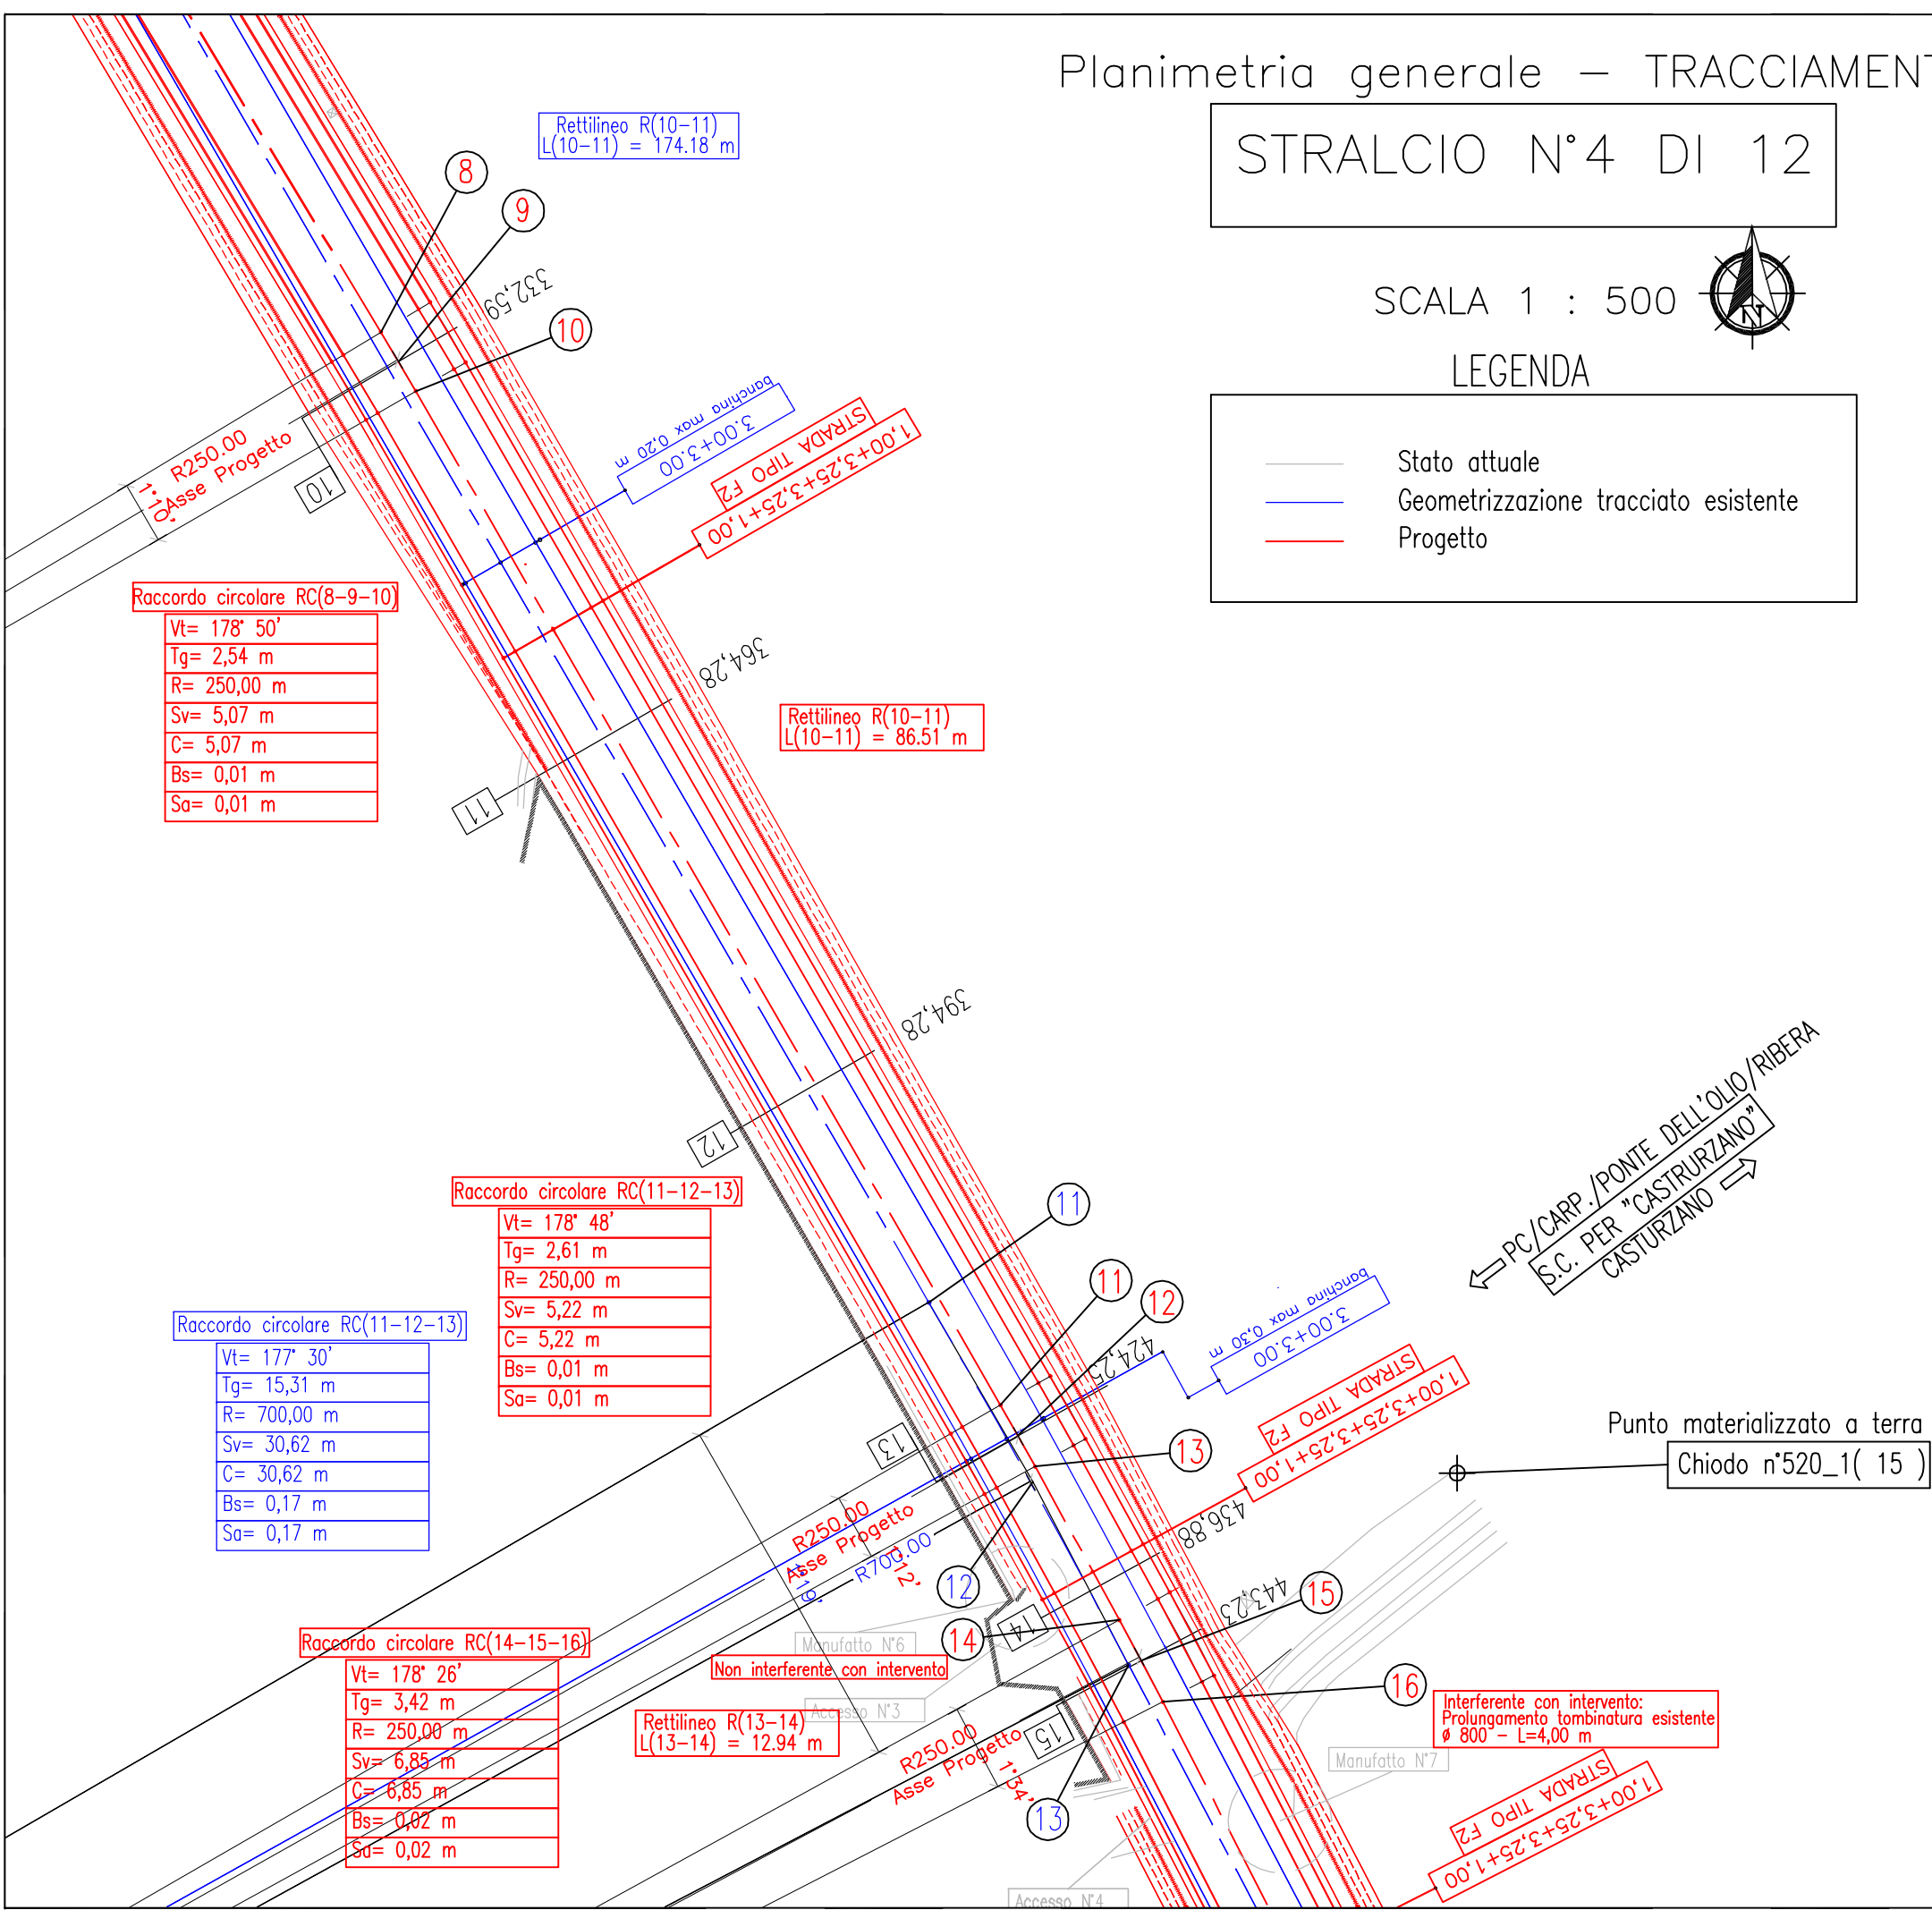 Planimetria generale – TRACCIAMENT
STRALCIO N°4 DI 12
SCALA 1 : 500
N
LEGENDA
Stato attuale
Geometrizzazione tracciato esistente
Progetto
Rettilineo R(10-11)
L(10-11) = 174.18 m
8
9
10
332,59
banchina max 0,20 m
3.00+3.00
STRADA TIPO F2
1,00+3,25+3,25+1,00
R250.00
Asse Progetto
1°10'
10
Raccordo circolare RC(8-9-10)
Vt= 178° 50'
Tg= 2,54 m
R= 250,00 m
Sv= 5,07 m
C= 5,07 m
Bs= 0,01 m
Sa= 0,01 m
364,28
Rettilineo R(10-11)
L(10-11) = 86.51 m
11
394,28
12
PC/CARP./PONTE DELL'OLIO/RIBERA
S.C. PER "CASTRURZANO"
CASTURZANO
Raccordo circolare RC(11-12-13)
Vt= 178° 48'
Tg= 2,61 m
R= 250,00 m
Sv= 5,22 m
C= 5,22 m
Bs= 0,01 m
Sa= 0,01 m
11
11
12
banchina max 0,30 m
3.00+3.00
424,25
STRADA TIPO F2
1,00+3,25+3,25+1,00
Raccordo circolare RC(11-12-13)
Vt= 177° 30'
Tg= 15,31 m
R= 700,00 m
Sv= 30,62 m
C= 30,62 m
Bs= 0,17 m
Sa= 0,17 m
13
13
Punto materializzato a terra
Chiodo n°520_1( 15 )
R250.00
Asse Progetto
1°12'
R700.00
436,88
12
443,23
15
14
14
Manufatto N°6
Non interferente con intervento
Accesso N°3
Raccordo circolare RC(14-15-16)
Vt= 178° 26'
Tg= 3,42 m
R= 250,00 m
Sv= 6,85 m
C= 6,85 m
Bs= 0,02 m
Sa= 0,02 m
Rettilineo R(13-14)
L(13-14) = 12.94 m
R250.00
Asse Progetto
1°34'
15
16
Interferente con intervento:
Prolungamento tombinatura esistente
ø 800 - L=4,00 m
Manufatto N°7
STRADA TIPO F2
1,00+3,25+3,25+1,00
13
Accesso N°4